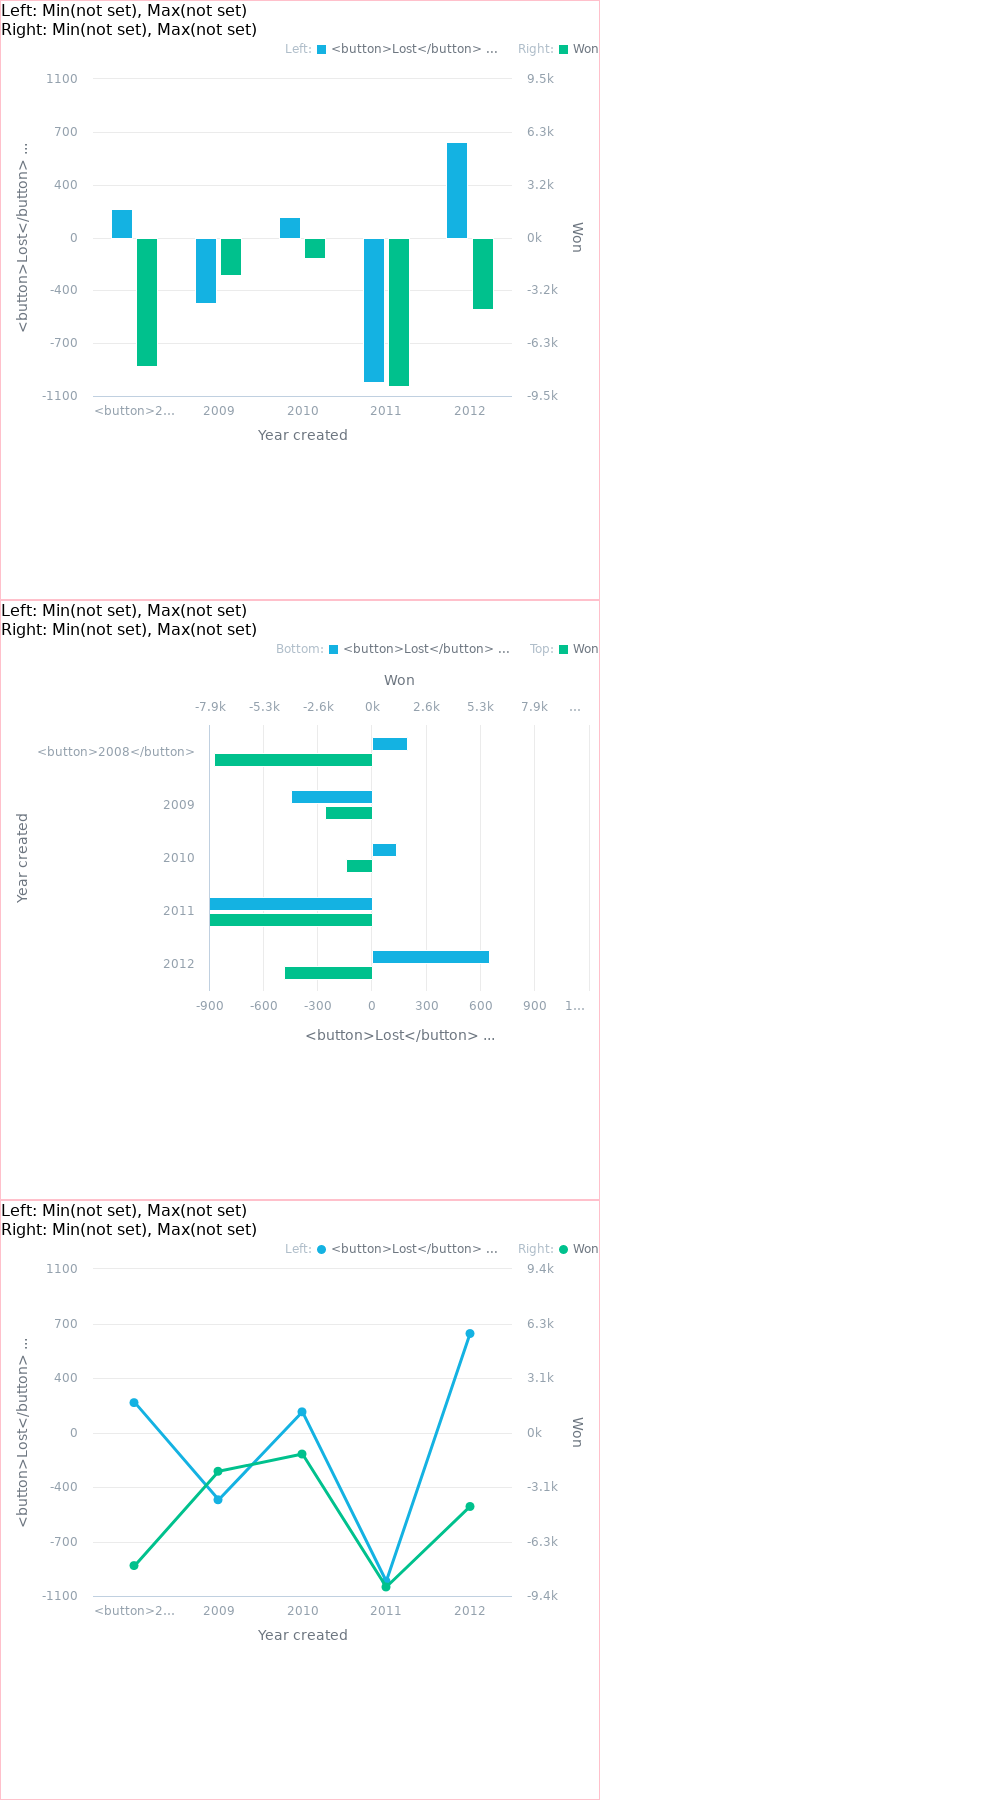 Left: Min(not set), Max(not set)
Right: Min(not set), Max(not set)
Left: <button>Lost</button> ... Right: Won
1100 9.5k
700 6.3k
400 3.2k
0 0k
-400 -3.2k
-700 -6.3k
-1100 -9.5k
<button>Lost</button> ...
Won
<button>2... 2009 2010 2011 2012
Year created
Left: Min(not set), Max(not set)
Right: Min(not set), Max(not set)
Bottom: <button>Lost</button> ... Top: Won
Won
-7.9k -5.3k -2.6k 0k 2.6k 5.3k 7.9k ...
<button>2008</button>
2009
2010
2011
2012
Year created
-900 -600 -300 0 300 600 900 1...
<button>Lost</button> ...
Left: Min(not set), Max(not set)
Right: Min(not set), Max(not set)
Left: <button>Lost</button> ... Right: Won
1100 9.4k
700 6.3k
400 3.1k
0 0k
-400 -3.1k
-700 -6.3k
-1100 -9.4k
<button>Lost</button> ...
Won
<button>2... 2009 2010 2011 2012
Year created